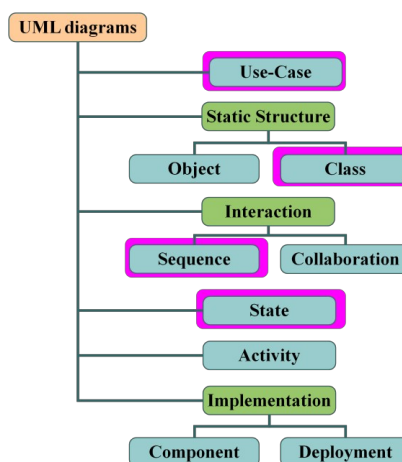 UML diagrams
Use-Case
Static Structure
Object
Class
Interaction
Sequence
Collaboration
State
Activity
Implementation
Component
Deployment